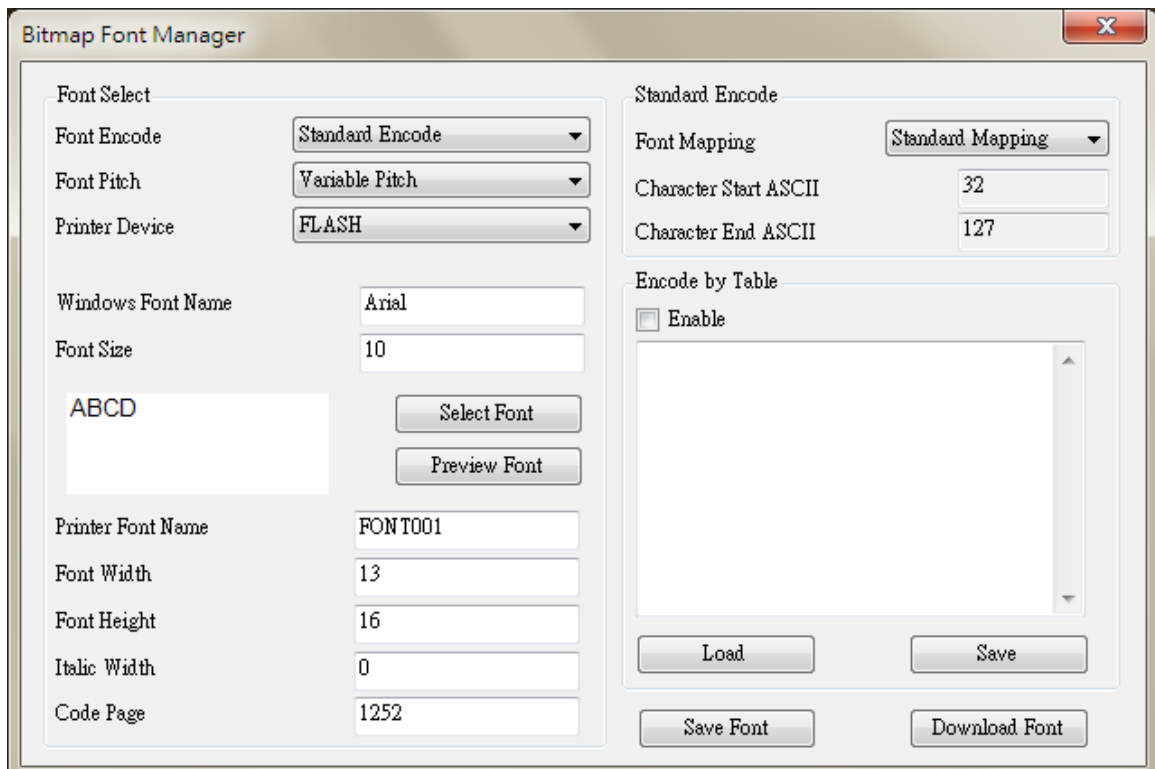 Bitmap Font Manager
Font Select
Font Encode Standard Encode
Font Pitch Variable Pitch
Printer Device FLASH
Windows Font Name Arial
Font Size 10
ABCD
Select Font
Preview Font
Printer Font Name FONT001
Font Width 13
Font Height 16
Italic Width 0
Code Page 1252
Standard Encode
Font Mapping Standard Mapping
Character Start ASCII 32
Character End ASCII 127
Encode by Table
Enable
Load Save
Save Font Download Font